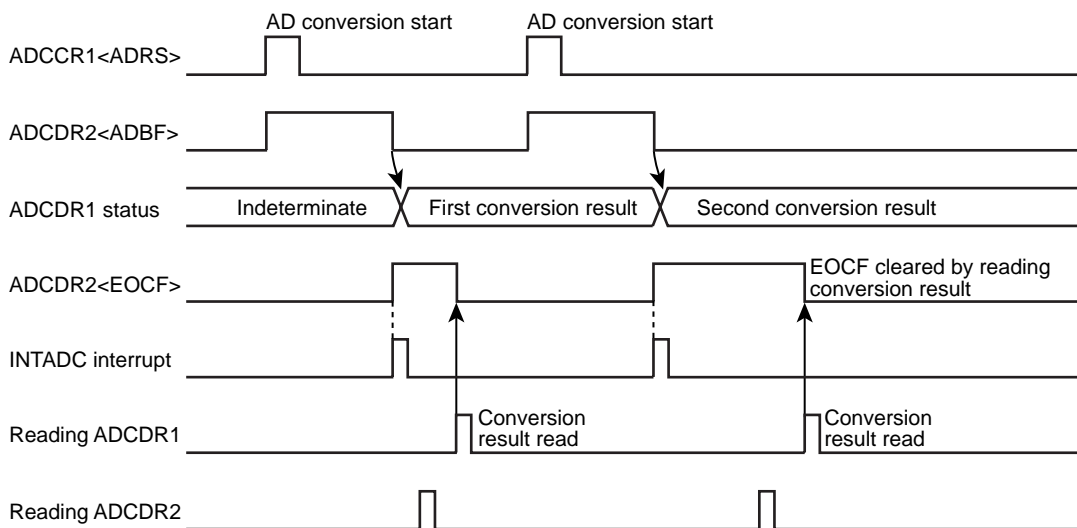 AD conversion start AD conversion start
ADCCR1<ADRS>
ADCDR2<ADBF>
ADCDR1 status Indeterminate First conversion result Second conversion result
ADCDR2<EOCF> EOCF cleared by reading
conversion result
INTADC interrupt
Reading ADCDR1 Conversion Conversion
result read result read
Reading ADCDR2